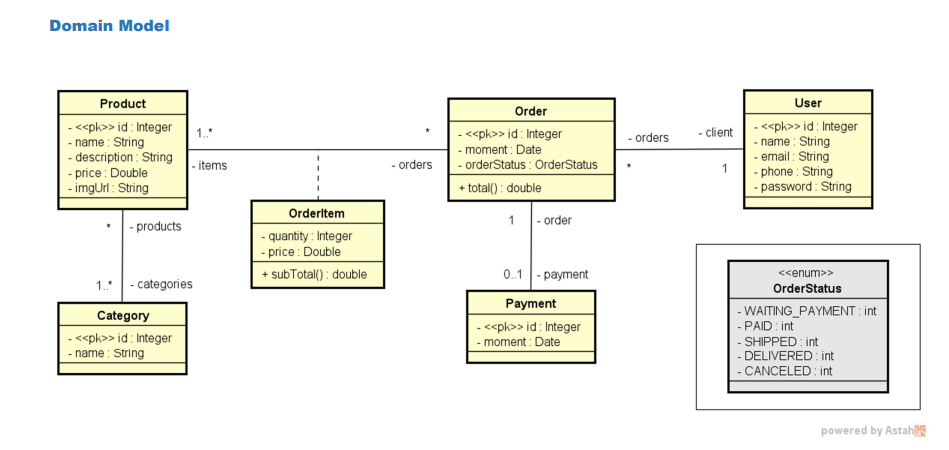 Domain Model
Product
- <<pk>> id : Integer
- name : String
- description : String
- price : Double
- imgUrl : String
1..*
*
- items
- orders
Order
- <<pk>> id : Integer
- moment : Date
- orderStatus : OrderStatus
+ total() : double
- orders
- client
*
1
User
- <<pk>> id : Integer
- name : String
- email : String
- phone : String
- password : String
OrderItem
- quantity : Integer
- price : Double
+ subTotal() : double
* - products
1..* - categories
Category
- <<pk>> id : Integer
- name : String
1 - order
0..1 - payment
Payment
- <<pk>> id : Integer
- moment : Date
<<enum>>
OrderStatus
- WAITING_PAYMENT : int
- PAID : int
- SHIPPED : int
- DELIVERED : int
- CANCELED : int
powered by Astah